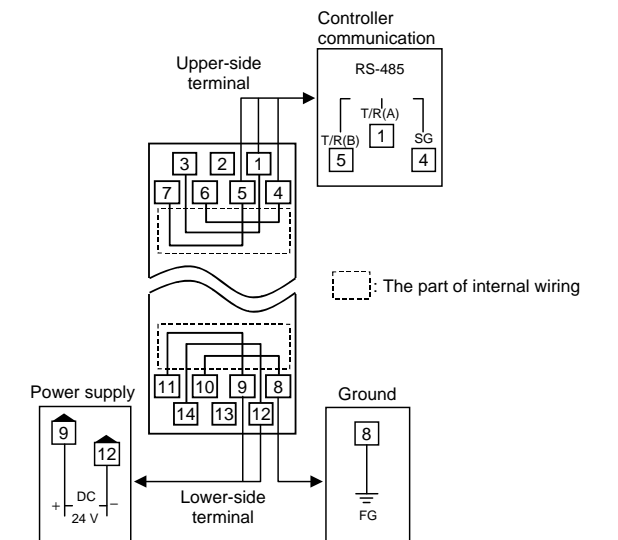 Controller
communication
RS-485
T/R(A)
1
T/R(B)
SG
5
4
Upper-side
terminal
3 2 1
7 6 5 4
: The part of internal wiring
11 10 9 8
14 13 12
Power supply
9
12
+ DC −
24 V
Lower-side
terminal
Ground
8
FG